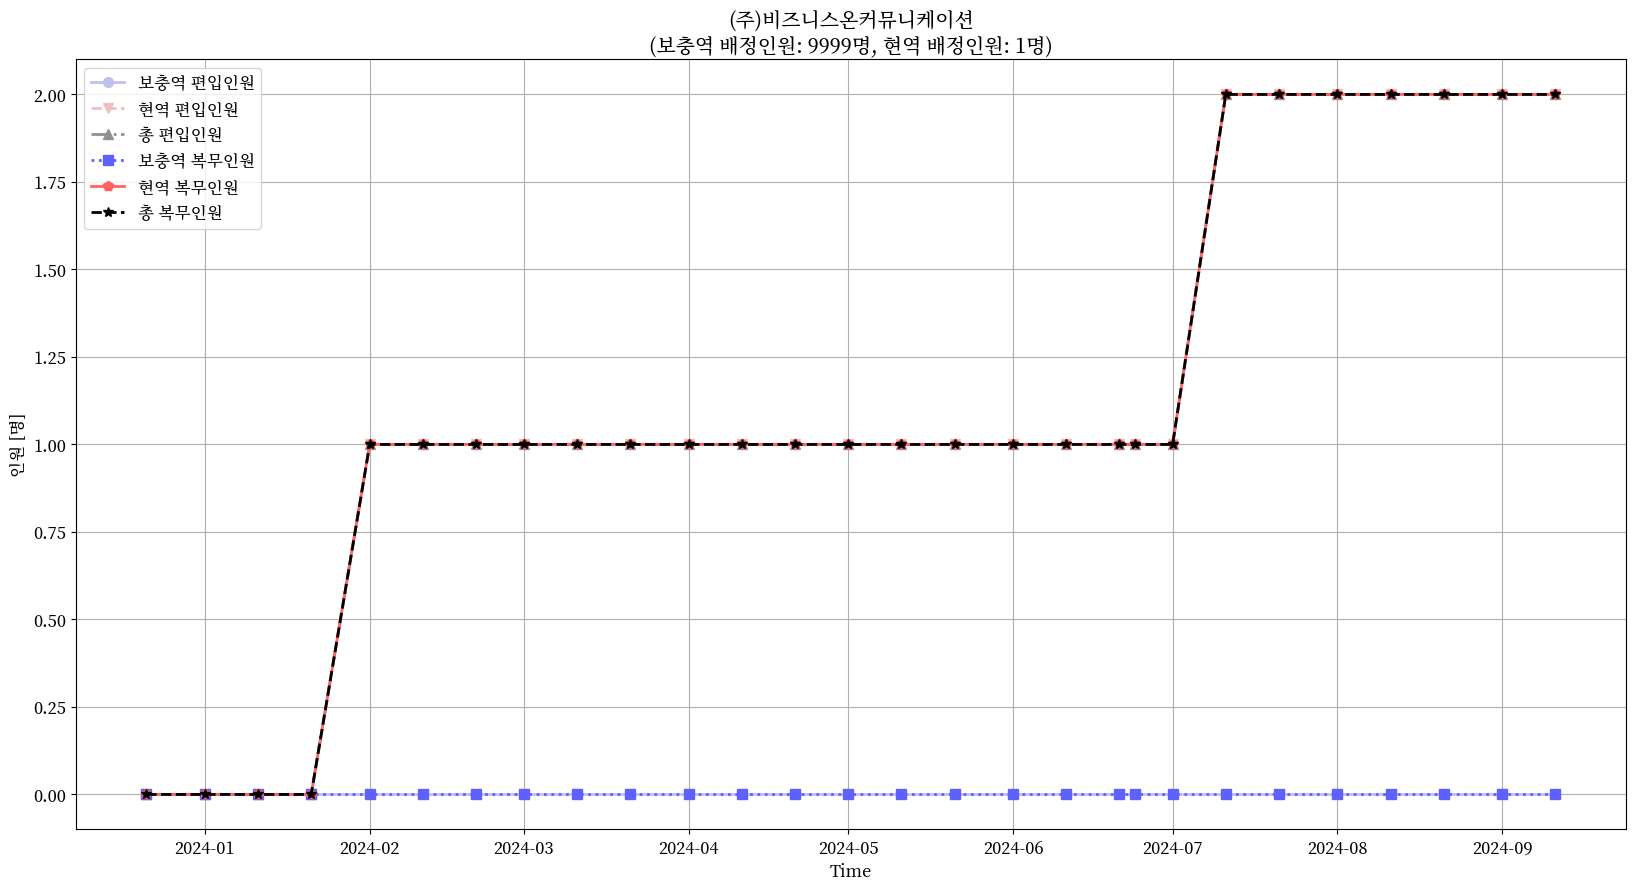 (주)비즈니스온커뮤니케이션
(보충역 배정인원: 9999명, 현역 배정인원: 1명)
보충역 편입인원
현역 편입인원
총 편입인원
보충역 복무인원
현역 복무인원
총 복무인원
2.00
1.75
1.50
1.25
1.00
0.75
0.50
0.25
0.00
인원 [명]
2024-01 2024-02 2024-03 2024-04 2024-05 2024-06 2024-07 2024-08 2024-09
Time